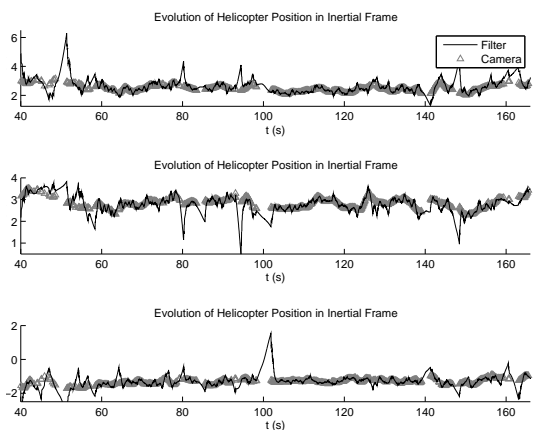 Evolution of Helicopter Position in Inertial Frame
6
4
2
Filter
Camera
40 60 80 100 120 140 160
t (s)
Evolution of Helicopter Position in Inertial Frame
4
3
2
1
40 60 80 100 120 140 160
t (s)
Evolution of Helicopter Position in Inertial Frame
2
0
−2
40 60 80 100 120 140 160
t (s)